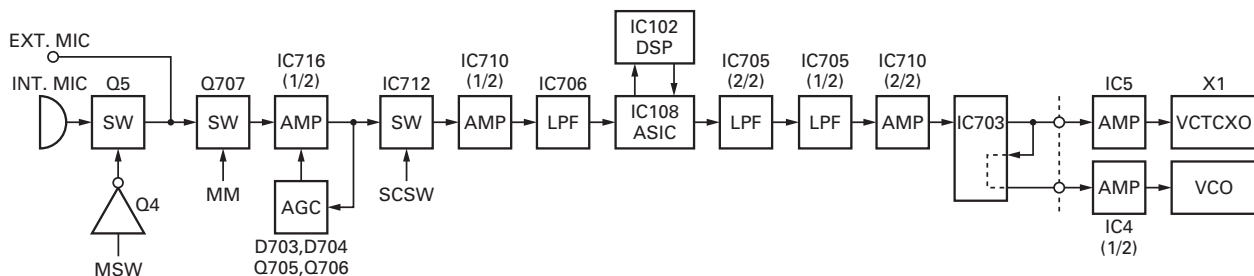 EXT. MIC
INT. MIC
Q5
SW
Q4
MSW
Q707
SW
MM
IC716
(1/2)
AMP
AGC
D703,D704
Q705,Q706
IC712
SW
SCSW
IC710
(1/2)
AMP
IC706
LPF
IC102
DSP
IC108
ASIC
IC705
(2/2)
LPF
IC705
(1/2)
LPF
IC710
(2/2)
AMP
IC703
IC5
AMP
X1
VCTCXO
AMP
IC4
(1/2)
VCO